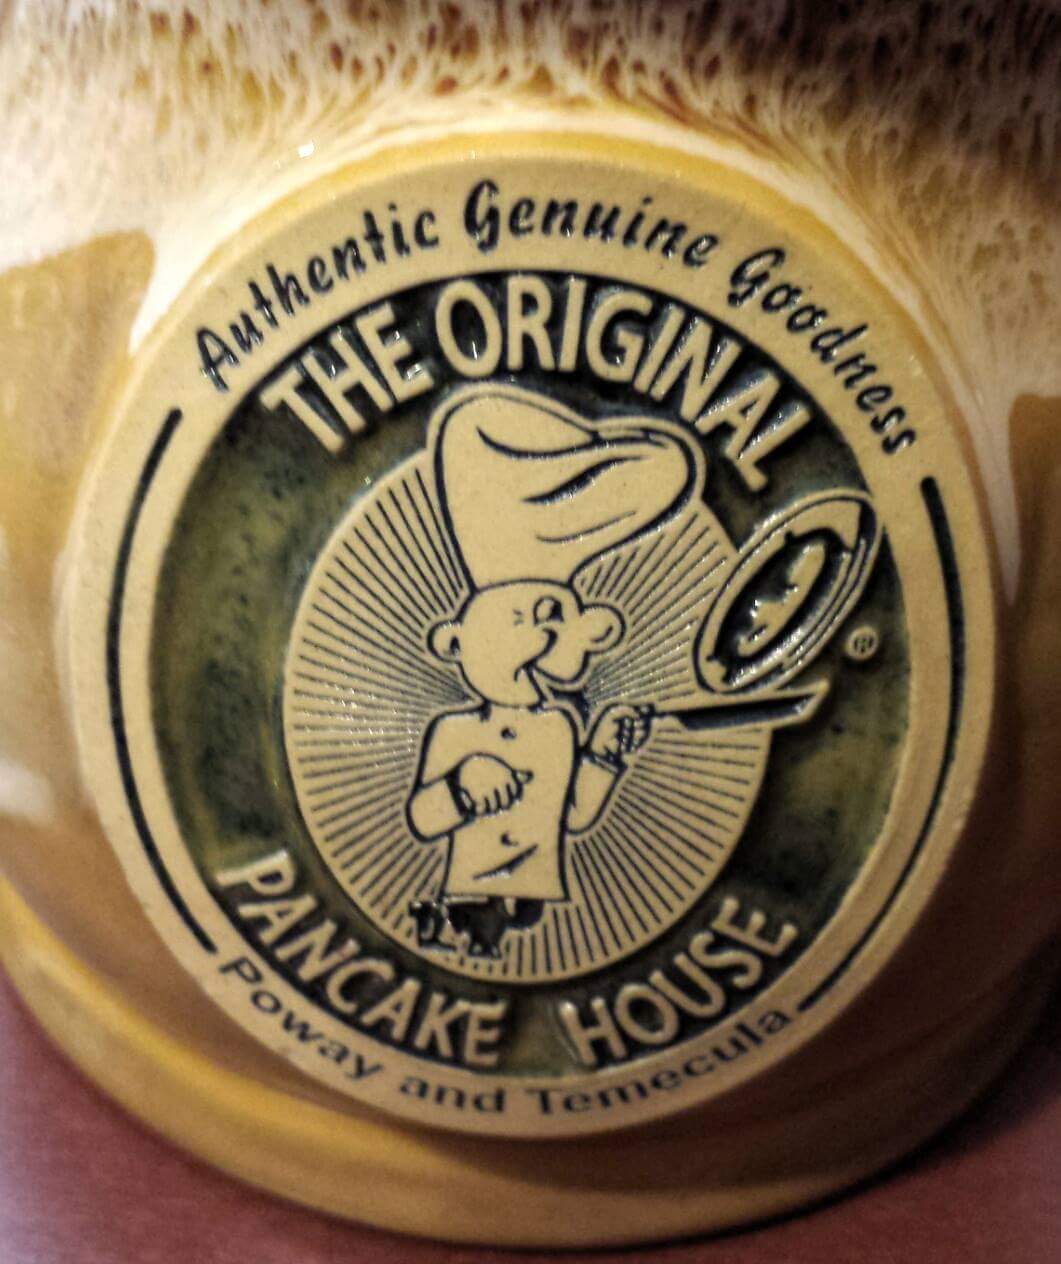 Authentic Genuine Goodness
THE ORIGINAL
®
PANCAKE HOUSE
Poway and Temecula